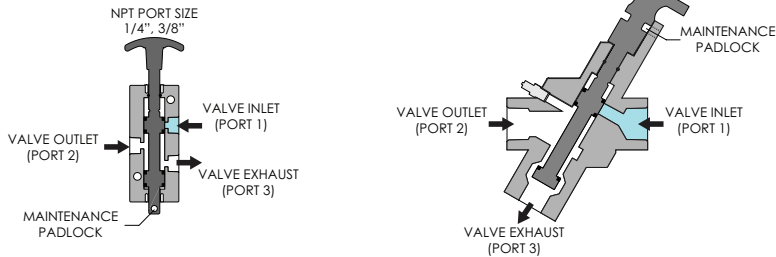 NPT PORT SIZE
1/4”, 3/8”
VALVE INLET
(PORT 1)
VALVE OUTLET
(PORT 2)
VALVE EXHAUST
(PORT 3)
MAINTENANCE
PADLOCK
MAINTENANCE
PADLOCK
VALVE OUTLET
(PORT 2)
VALVE INLET
(PORT 1)
VALVE EXHAUST
(PORT 3)